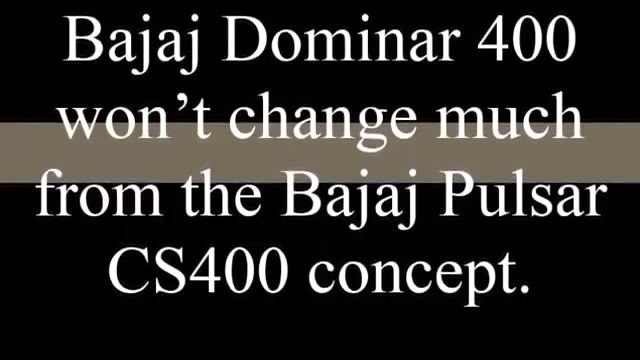 Bajaj Dominar 400
won’t change much
from the Bajaj Pulsar
CS400 concept.